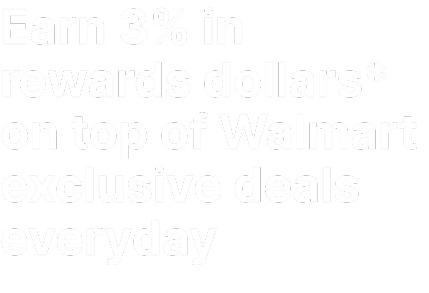 Earn 3% in
rewards dollars*
on top of Walmart
exclusive deals
everyday